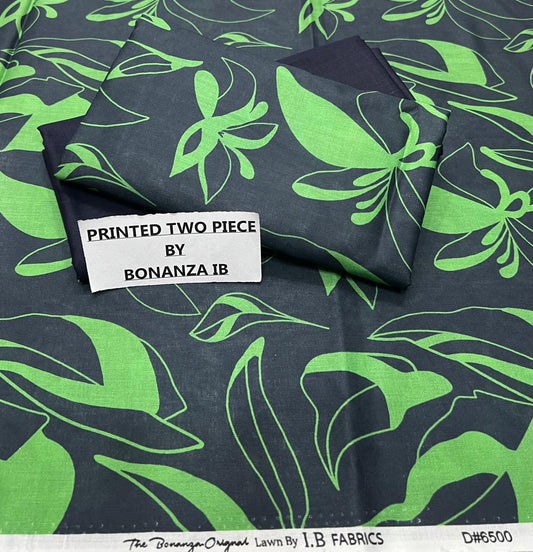 PRINTED TWO PIECE
BY
BONANZA IB
The Bonanza Original Lawn By I.B FABRICS D#6500